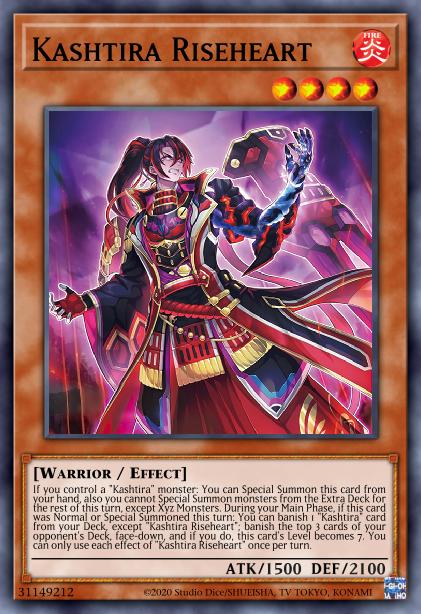 KASHTIRA RISEHEART
FIRE
炎
[WARRIOR / EFFECT]
If you control a "Kashtira" monster: You can Special Summon this card from
your hand, also you cannot Special Summon monsters from the Extra Deck for
the rest of this turn, except Xyz Monsters. During your Main Phase, if this card
was Normal or Special Summoned this turn: You can banish 1 "Kashtira" card
from your Deck, except "Kashtira Riseheart"; banish the top 3 cards of your
opponent's Deck, face-down, and if you do, this card's Level becomes 7. You
can only use each effect of "Kashtira Riseheart" once per turn.
ATK/1500 DEF/2100
31149212 ©2020 Studio Dice/SHUEISHA, TV TOKYO, KONAMI